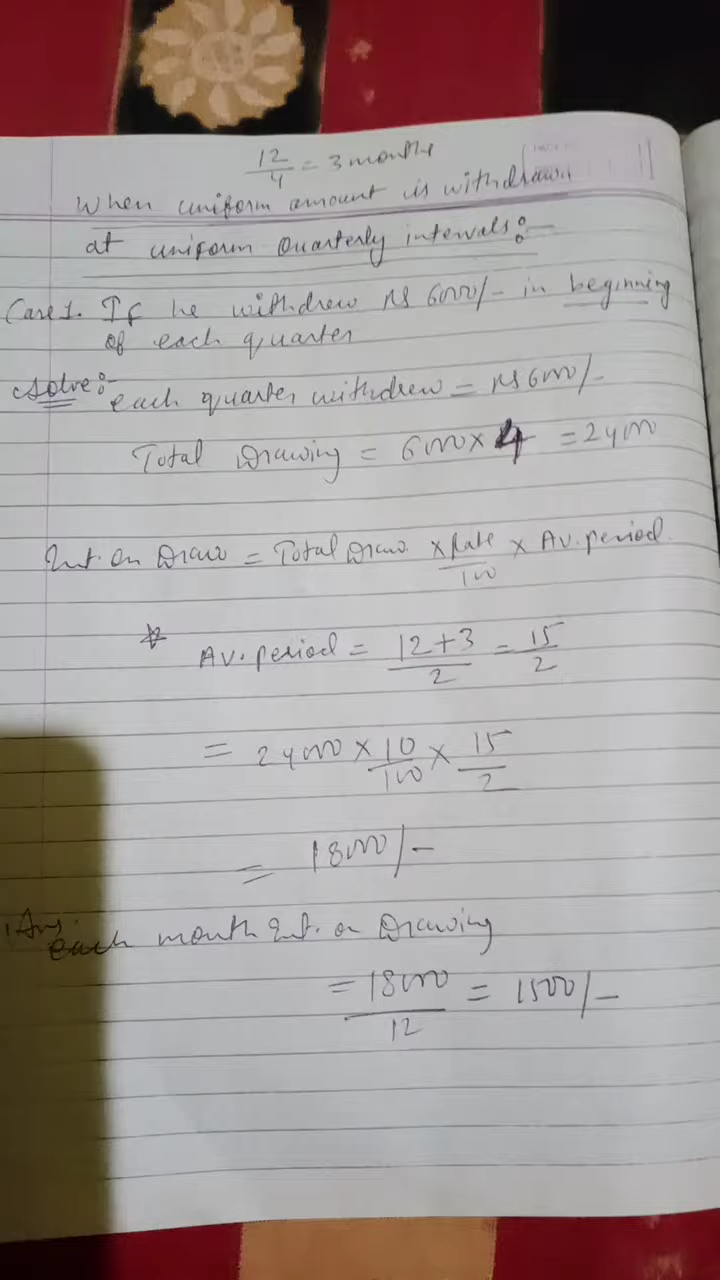 12/4 = 3 months
When uniform amount is withdrawn
at uniform Quarterly intervals:-
Case 1. If he withdrew Rs 6000/- in beginning
of each quarter
Solve:-
each quarter withdrew = Rs 6000/-
Total Drawing = 6000 × 4 = 24000
Int. on Draw = Total Draw × Rate/100 × Av. period.
* Av. period = 12+3/2 = 15/2
= 24000 × 10/100 × 15/2
= 18000/-
Ans.
each month Int. on Drawing
= 18000/12 = 1500/-